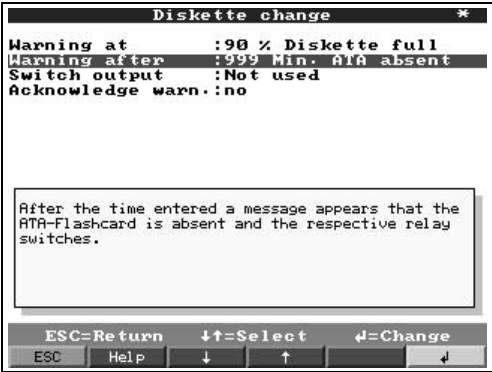 Diskette change *
Warning at :90 % Diskette full
Warning after :999 Min. ATA absent
Switch output :Not used
Acknowledge warn.:no
After the time entered a message appears that the
ATA-Flashcard is absent and the respective relay
switches.
ESC=Return ↓↑=Select ↲=Change
ESC Help ↓ ↑ ↲